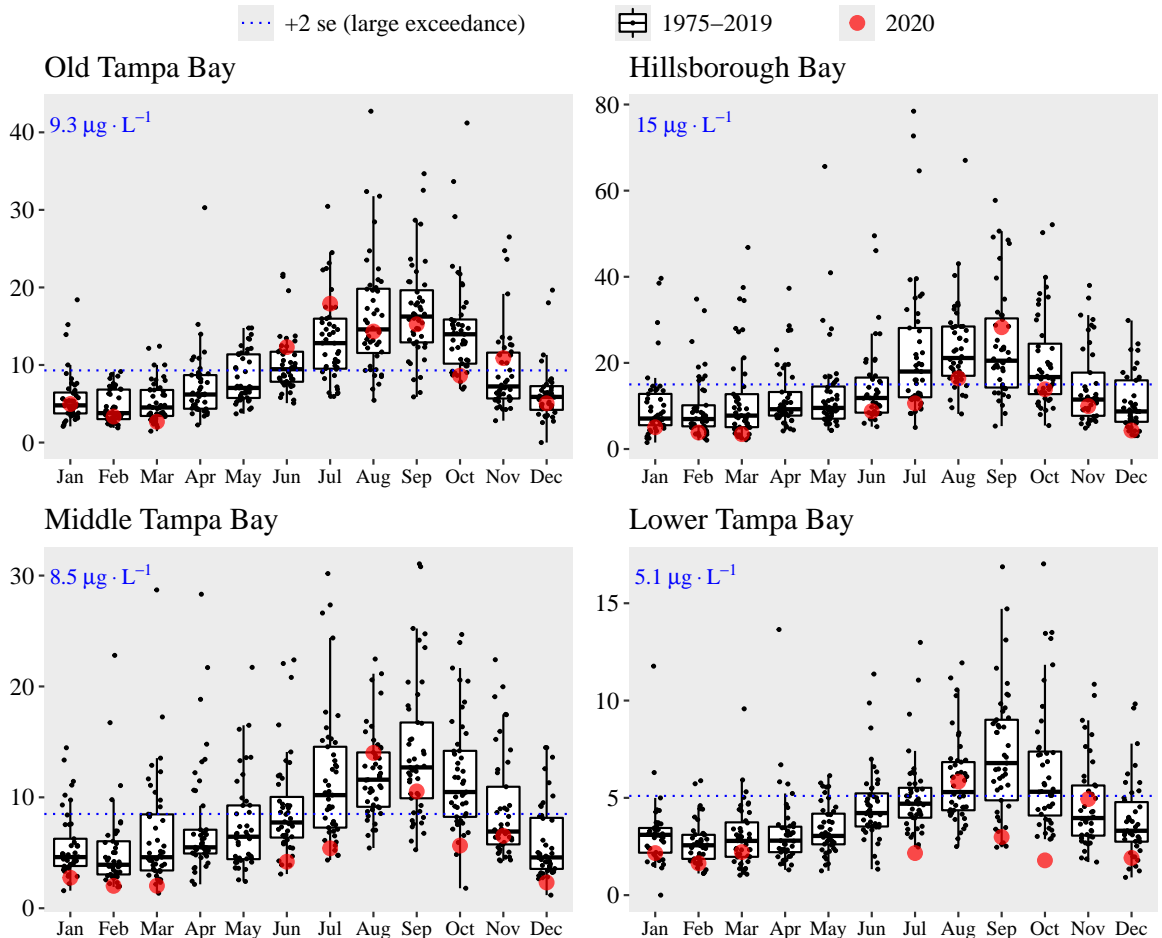 +2 se (large exceedance) 1975–2019 2020
Old Tampa Bay
9.3 μg · L⁻¹
40
30
20
10
0
Jan Feb Mar Apr May Jun Jul Aug Sep Oct Nov Dec
Hillsborough Bay
15 μg · L⁻¹
80
60
40
20
0
Jan Feb Mar Apr May Jun Jul Aug Sep Oct Nov Dec
Middle Tampa Bay
8.5 μg · L⁻¹
30
20
10
0
Jan Feb Mar Apr May Jun Jul Aug Sep Oct Nov Dec
Lower Tampa Bay
5.1 μg · L⁻¹
15
10
5
0
Jan Feb Mar Apr May Jun Jul Aug Sep Oct Nov Dec